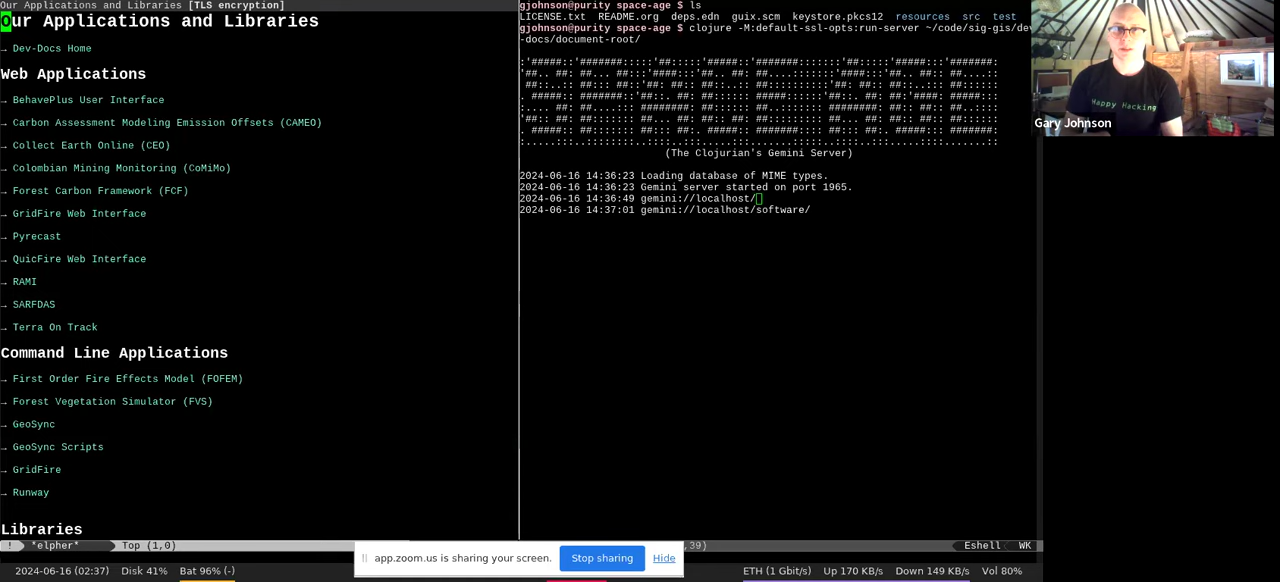 Our Applications and Libraries [TLS encryption]
Our Applications and Libraries
→ Dev-Docs Home
Web Applications
→ BehavePlus User Interface
→ Carbon Assessment Modeling Emission Offsets (CAMEO)
→ Collect Earth Online (CEO)
→ Colombian Mining Monitoring (CoMiMo)
→ Forest Carbon Framework (FCF)
→ GridFire Web Interface
→ Pyrecast
→ QuicFire Web Interface
→ RAMI
→ SARFDAS
→ Terra On Track
Command Line Applications
→ First Order Fire Effects Model (FOFEM)
→ Forest Vegetation Simulator (FVS)
→ GeoSync
→ GeoSync Scripts
→ GridFire
→ Runway
Libraries
! *elpher* Top (1,0)
gjohnson@purity space-age $ ls
LICENSE.txt README.org deps.edn guix.scm keystore.pkcs12 resources src test
gjohnson@purity space-age $ clojure -M:default-ssl-opts:run-server ~/code/sig-gis/dev
-docs/document-root/
(The Clojurian's Gemini Server)
2024-06-16 14:36:23 Loading database of MIME types.
2024-06-16 14:36:23 Gemini server started on port 1965.
2024-06-16 14:36:49 gemini://localhost/
2024-06-16 14:37:01 gemini://localhost/software/
,39) Eshell WK
Happy Hacking
Gary Johnson
app.zoom.us is sharing your screen. Stop sharing Hide
2024-06-16 (02:37) Disk 41% Bat 96% (-) ETH (1 Gbit/s) Up 170 KB/s Down 149 KB/s Vol 80%